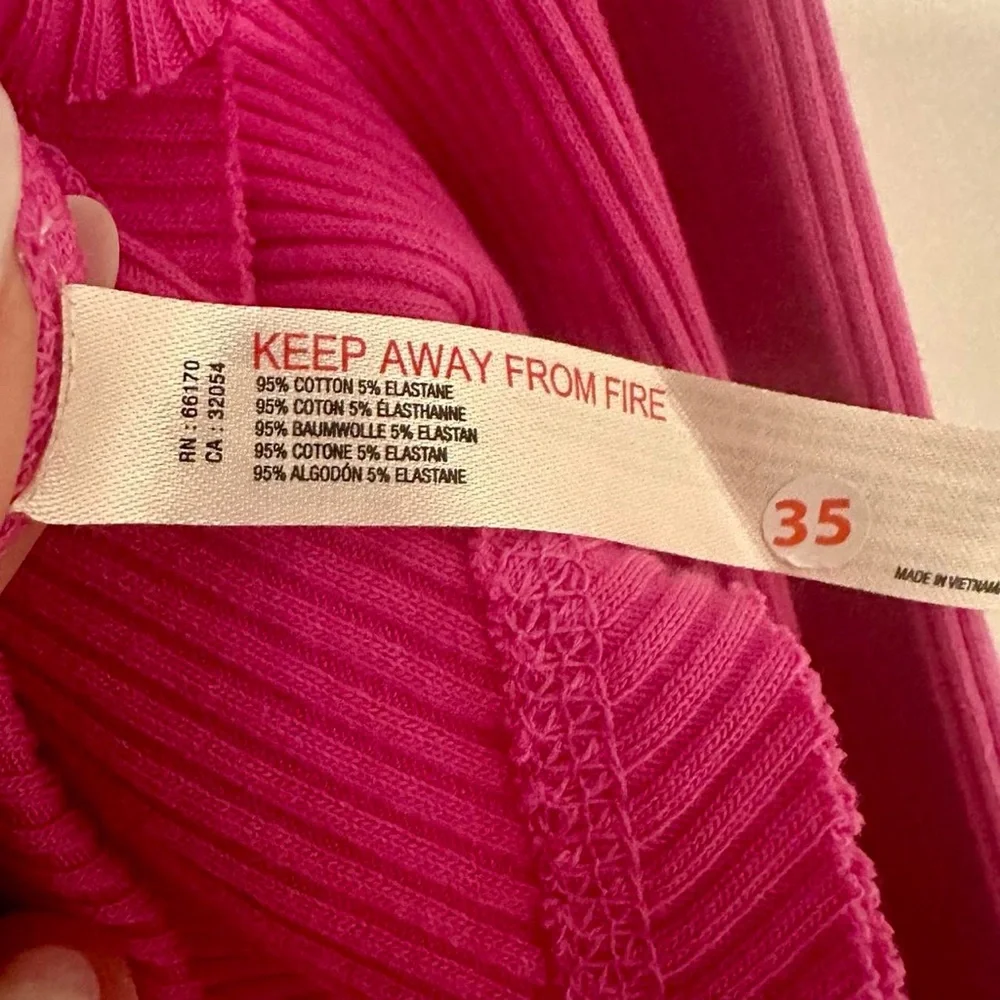 RN : 66170
CA : 32054
KEEP AWAY FROM FIRE
95% COTTON 5% ELASTANE
95% COTON 5% ÉLASTHANNE
95% BAUMWOLLE 5% ELASTAN
95% COTONE 5% ELASTAN
95% ALGODÓN 5% ELASTANE
35
MADE IN VIETNAM